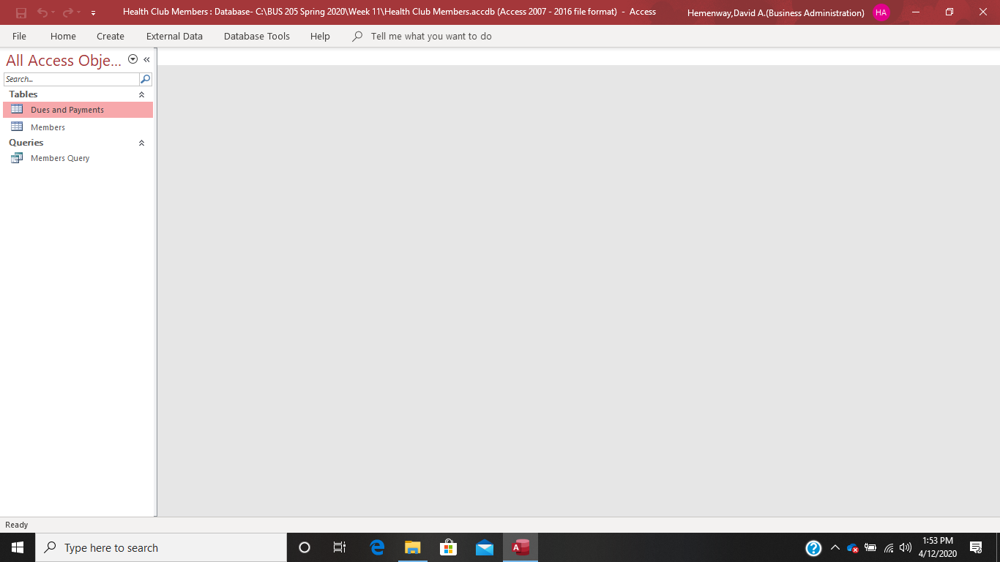 Health Club Members : Database- C:\BUS 205 Spring 2020\Week 11\Health Club Members.accdb (Access 2007 - 2016 file format) - Access
Hemenway,David A.(Business Administration) HA
File Home Create External Data Database Tools Help Tell me what you want to do
All Access Obje...
Search...
Tables
Dues and Payments
Members
Queries
Members Query
Ready
Type here to search
A
1:53 PM
4/12/2020